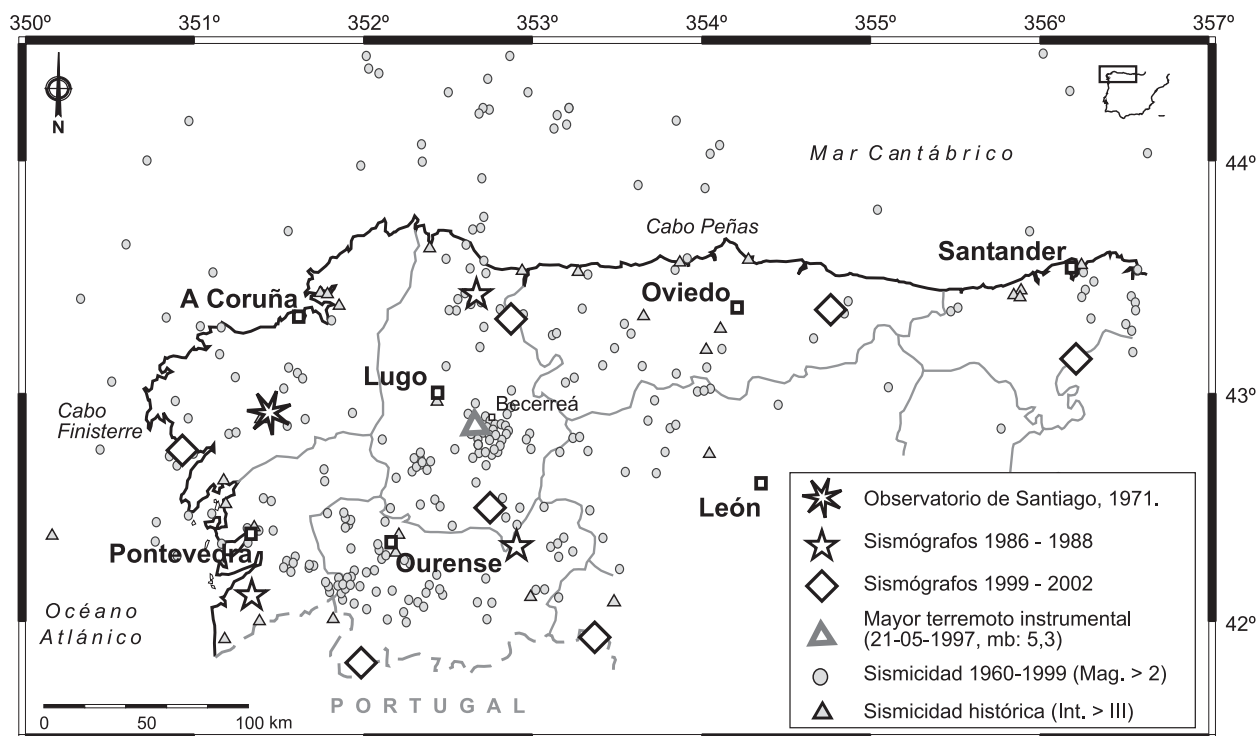 350º 351º 352º 353º 354º 355º 356º 357º
N
44º
Mar Cantábrico
Cabo Peñas
Santander
A Coruña
Oviedo
Lugo
43º
Becerreá
Cabo
Finisterre
León
Pontevedra
Ourense
42º
Océano
Atlánico
PORTUGAL
0 50 100 km
Observatorio de Santiago, 1971.
Sismógrafos 1986 - 1988
Sismógrafos 1999 - 2002
Mayor terremoto instrumental
(21-05-1997, mb: 5,3)
Sismicidad 1960-1999 (Mag. > 2)
Sismicidad histórica (Int. > III)